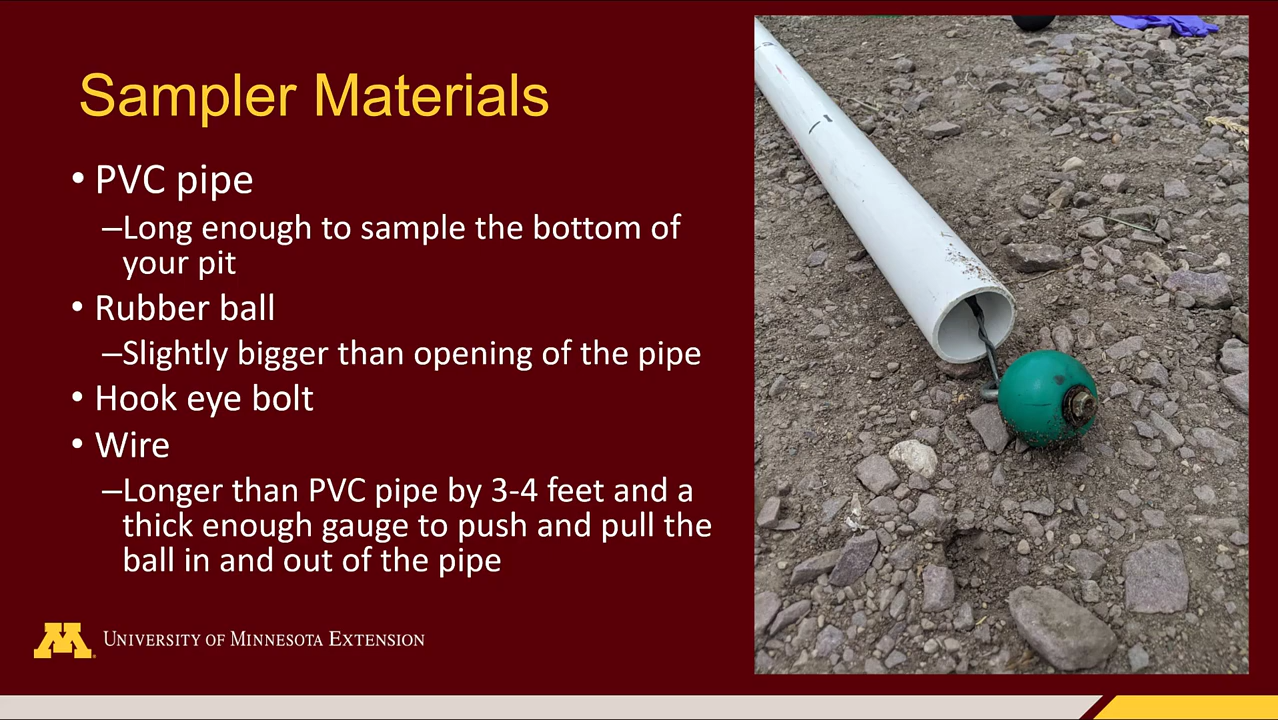 Sampler Materials
• PVC pipe
–Long enough to sample the bottom of
your pit
• Rubber ball
–Slightly bigger than opening of the pipe
• Hook eye bolt
• Wire
–Longer than PVC pipe by 3-4 feet and a
thick enough gauge to push and pull the
ball in and out of the pipe
M
UNIVERSITY OF MINNESOTA EXTENSION